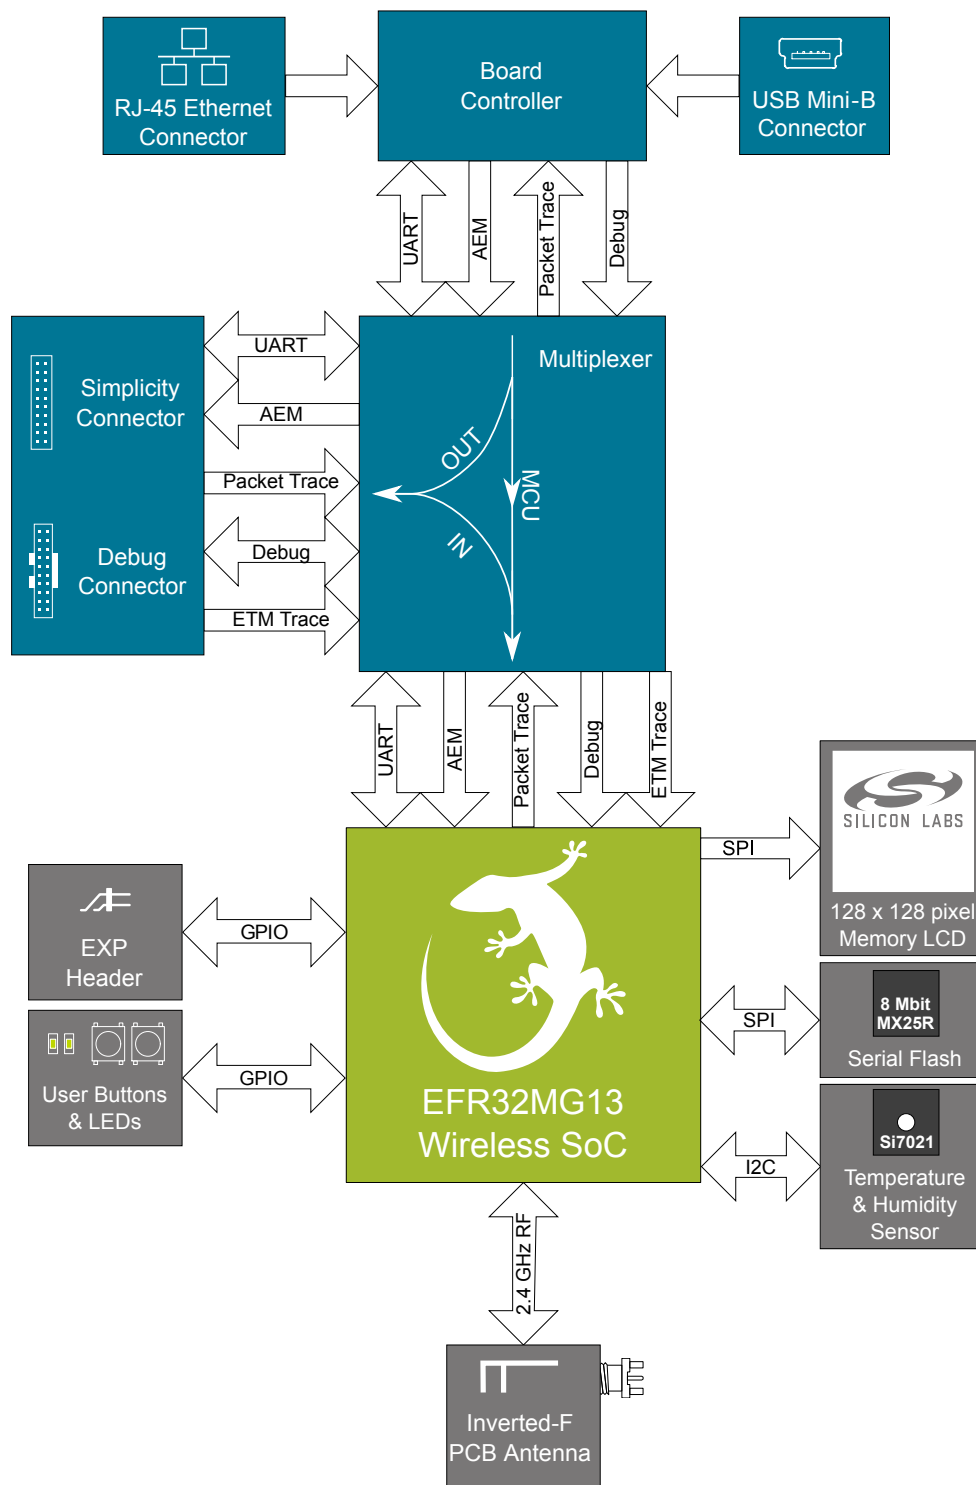 RJ-45 Ethernet
Connector
Board
Controller
USB Mini-B
Connector
UART
AEM
Packet Trace
Debug
Simplicity
Connector
Debug
Connector
UART
AEM
Packet Trace
Debug
ETM Trace
Multiplexer
OUT
MCU
IN
UART
AEM
Packet Trace
Debug
ETM Trace
EXP
Header
GPIO
User Buttons
& LEDs
GPIO
EFR32MG13
Wireless SoC
SPI
SILICON LABS
128 x 128 pixel
Memory LCD
SPI
8 Mbit
MX25R
Serial Flash
I2C
Si7021
Temperature
& Humidity
Sensor
2.4 GHz RF
Inverted-F
PCB Antenna